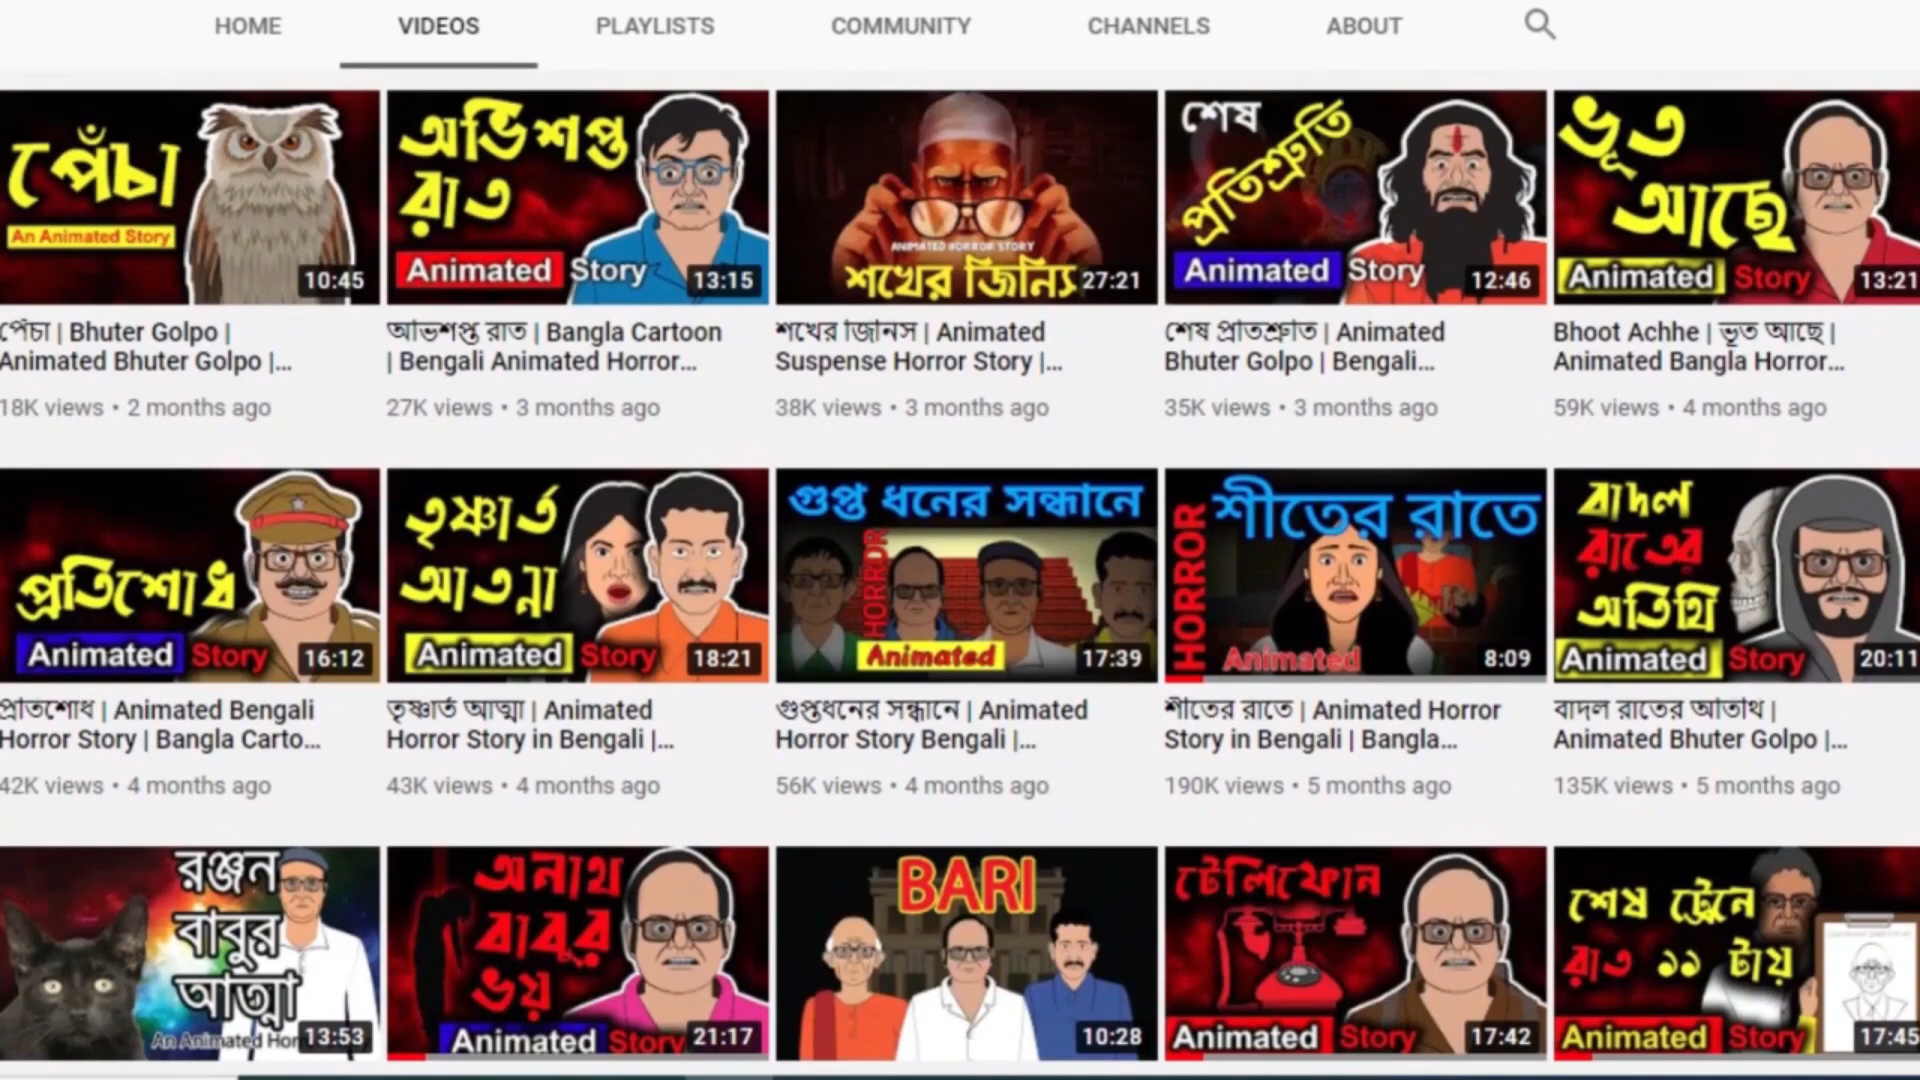 HOME VIDEOS PLAYLISTS COMMUNITY CHANNELS ABOUT
পেঁচা
An Animated Story
10:45
অভিশপ্ত
রাত
Animated Story
13:15
ANIMATED HORROR STORY
শখের জিনিস
27:21
শেষ
প্রতিশ্রুতি
Animated Story
12:46
ভূত
আছে
Animated Story
13:21
পেঁচা | Bhuter Golpo |
Animated Bhuter Golpo |...
18K views • 2 months ago
অভিশপ্ত রাত | Bangla Cartoon
| Bengali Animated Horror...
27K views • 3 months ago
শখের জিনিস | Animated
Suspense Horror Story |...
38K views • 3 months ago
শেষ প্রতিশ্রুতি | Animated
Bhuter Golpo | Bengali...
35K views • 3 months ago
Bhoot Achhe | ভূত আছে |
Animated Bangla Horror...
59K views • 4 months ago
প্রতিশোধ
Animated Story
16:12
তৃষ্ণার্ত
আত্মা
Animated Story
18:21
গুপ্ত ধনের সন্ধানে
HORROR
Animated
17:39
শীতের রাতে
HORROR
Animated
8:09
বাদল
রাতের
অতিথি
Animated Story
20:11
প্রতিশোধ | Animated Bengali
Horror Story | Bangla Carto...
42K views • 4 months ago
তৃষ্ণার্ত আত্মা | Animated
Horror Story in Bengali |...
43K views • 4 months ago
গুপ্তধনের সন্ধানে | Animated
Horror Story Bengali |...
56K views • 4 months ago
শীতের রাতে | Animated Horror
Story in Bengali | Bangla...
190K views • 5 months ago
বাদল রাতের অতিথি |
Animated Bhuter Golpo |...
135K views • 5 months ago
রঞ্জন
বাবুর
আত্মা
An Animated Hor
13:53
অনাথ
বাবুর
ভয়
Animated Story
21:17
BARI
10:28
টেলিফোন
Animated Story
17:42
শেষ ট্রেনে
রাত ১১ টায়
Animated Story
17:45